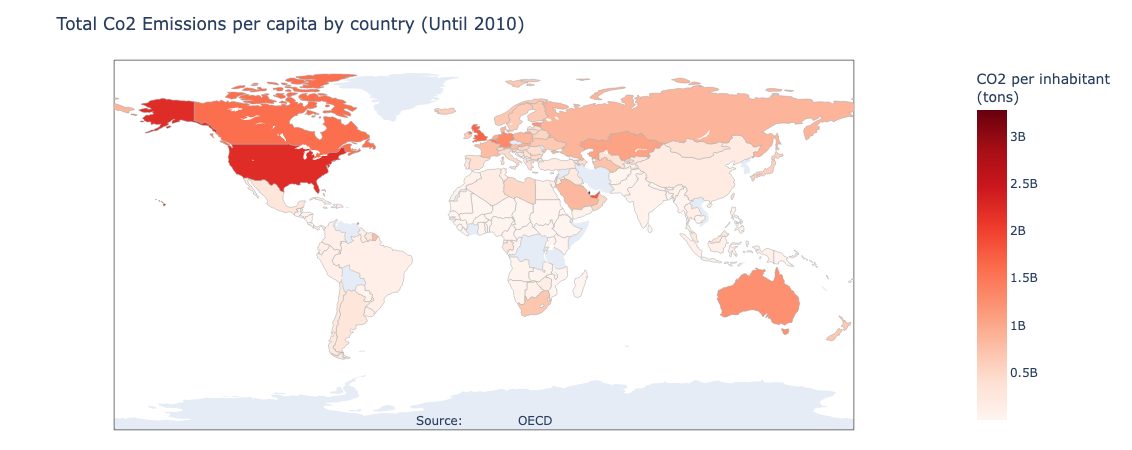 Total Co2 Emissions per capita by country (Until 2010)
CO2 per inhabitant
(tons)
3B
2.5B
2B
1.5B
1B
0.5B
Source: OECD